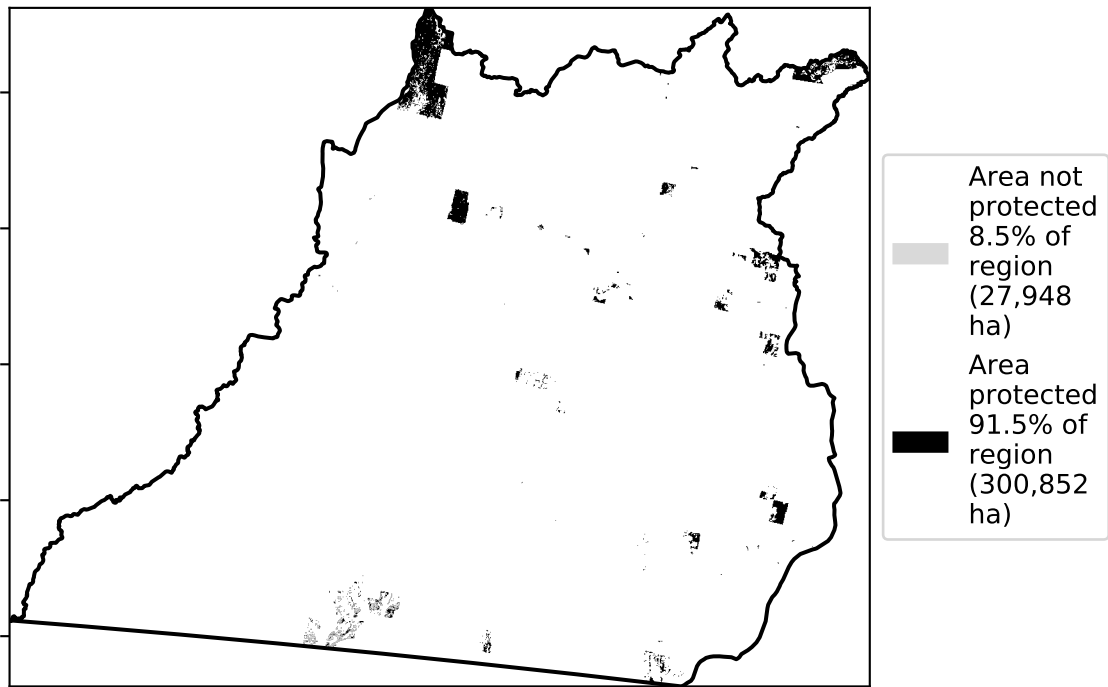 Area not
protected
8.5% of
region
(27,948
ha)
Area
protected
91.5% of
region
(300,852
ha)